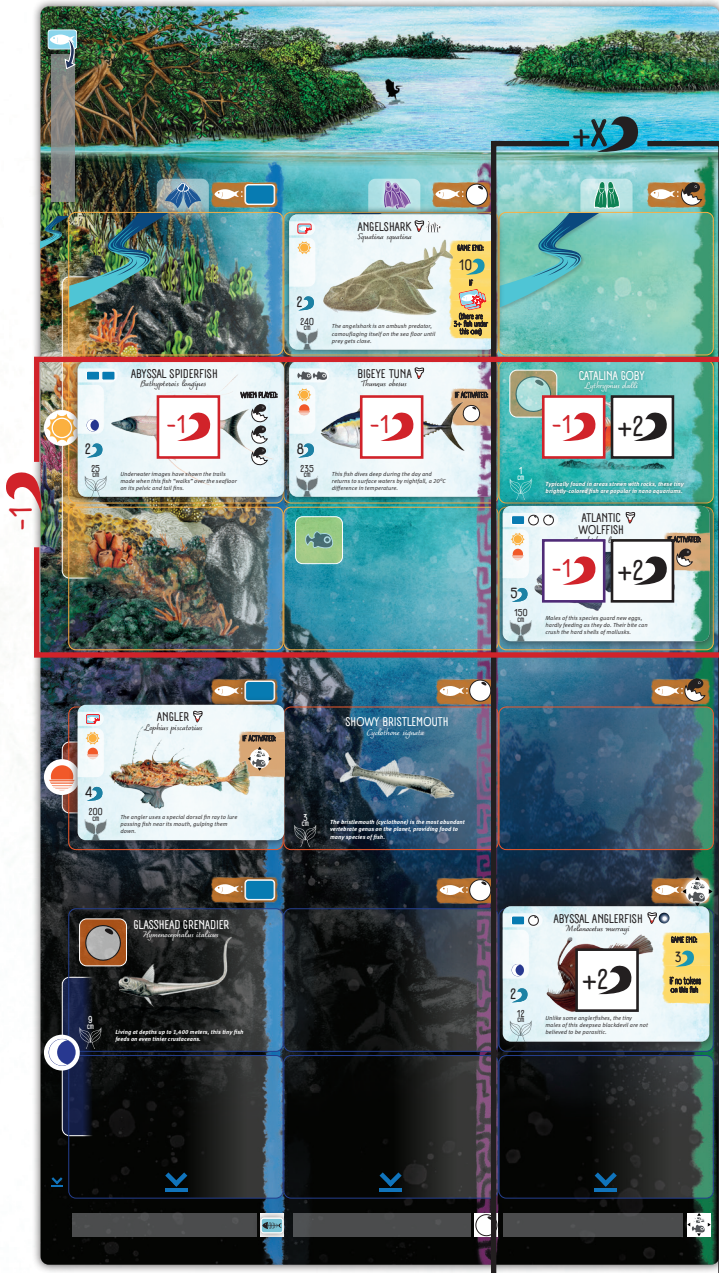 +X
ANGELSHARK
Squatina squatina
GAME END:
10
IF
(there are
3+ fish under
this one)
2
240
cm
The angelshark is an ambush predator,
camouflaging itself on the sea floor until
prey gets close.
-1
ABYSSAL SPIDERFISH
Bathypterois longipes
WHEN PLAYED:
-1
2
25
cm
Underwater images have shown the trails
made when this fish "walks" over the seafloor
on its pelvic and tail fins.
BIGEYE TUNA
Thunnus obesus
IF ACTIVATED:
-1
8
235
cm
This fish dives deep during the day and
returns to surface waters by nightfall, a 20°C
difference in temperature.
CATALINA GOBY
Lythrypnus dalli
-1
+2
1
cm
Typically found in areas strewn with rocks, these tiny
brightly-colored fish are popular in nano aquariums.
ATLANTIC
WOLFFISH
IF ACTIVATED:
-1
+2
5
150
cm
Males of this species guard new eggs,
hardly feeding as they do. Their bite can
crush the hard shells of mollusks.
ANGLER
Lophius piscatorius
IF ACTIVATED:
4
200
cm
The angler uses a special dorsal fin ray to lure
passing fish near its mouth, gulping them
down.
SHOWY BRISTLEMOUTH
Cyclothone signata
3
cm
The bristlemouth (cyclothone) is the most abundant
vertebrate genus on the planet, providing food to
many species of fish.
GLASSHEAD GRENADIER
Hymenocephalus italicus
9
cm
Living at depths up to 1,400 meters, this tiny fish
feeds on even tinier crustaceans.
ABYSSAL ANGLERFISH
Melanocetus murrayi
GAME END:
3
if no tokens
on this fish
+2
2
12
cm
Unlike some anglerfishes, the tiny
males of this deepsea blackdevil are not
believed to be parasitic.